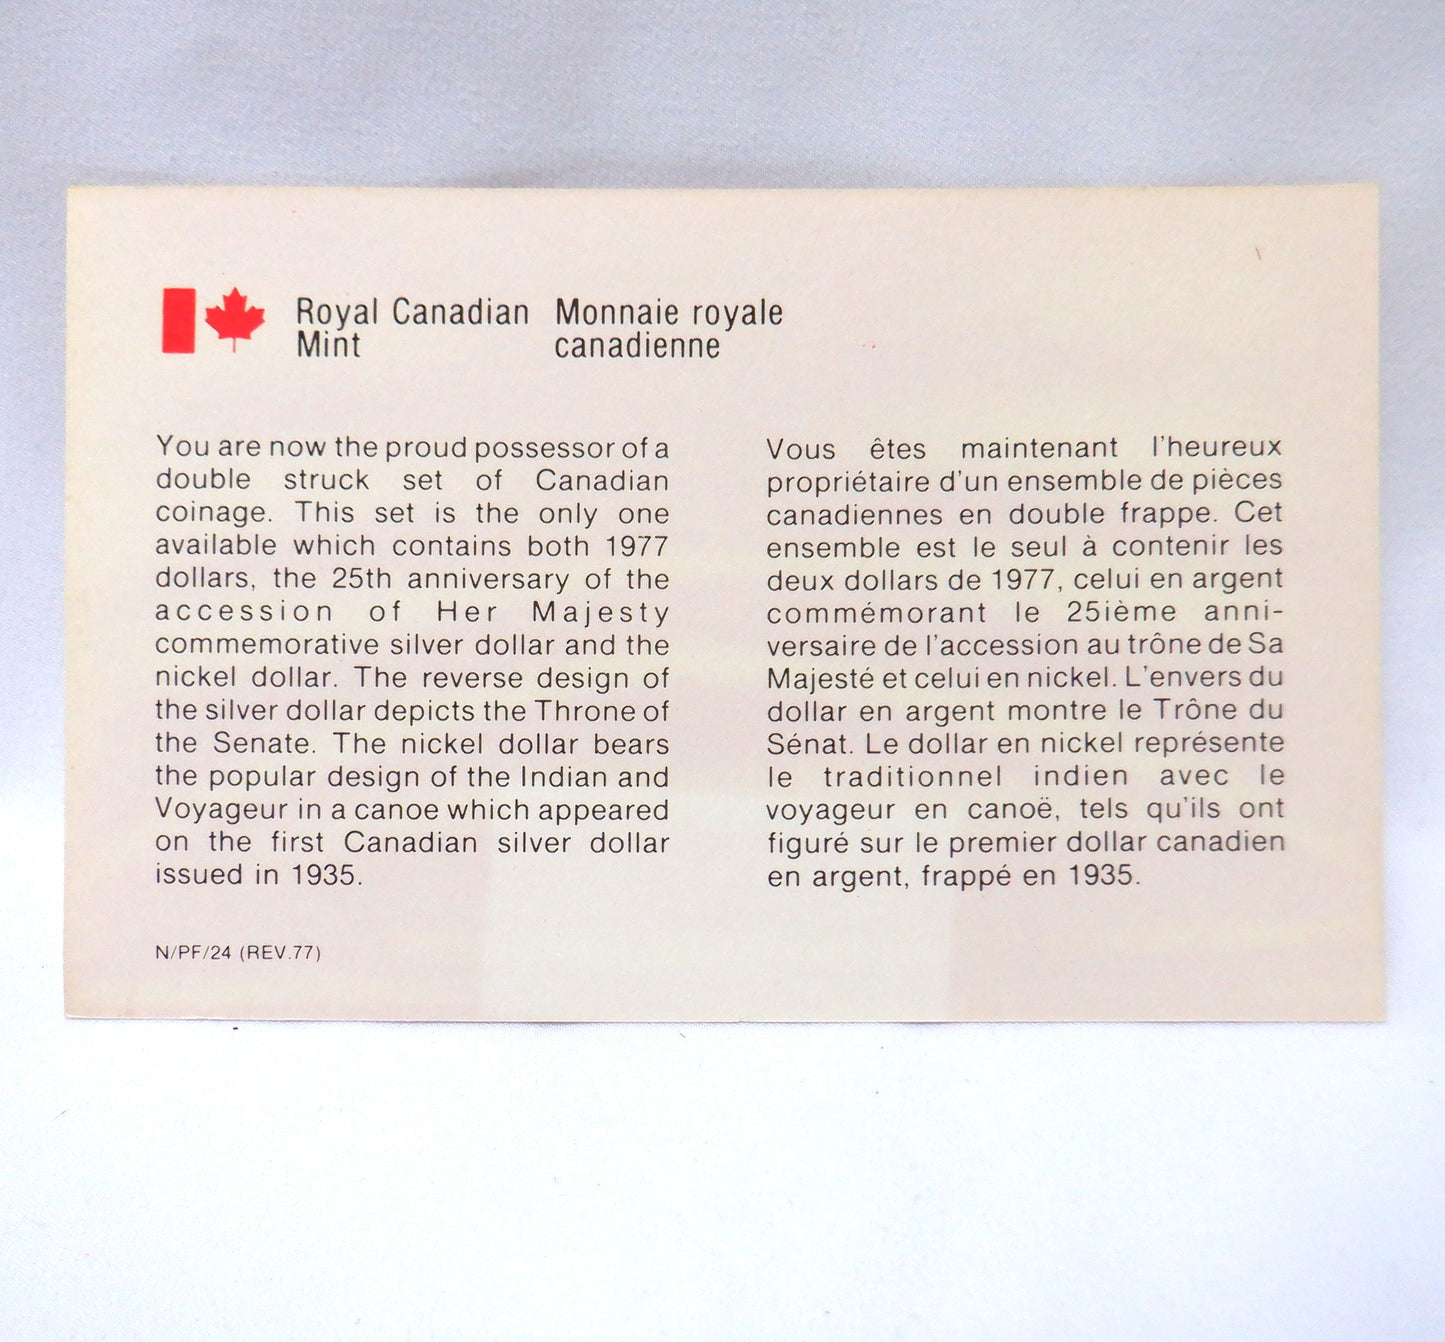 Royal Canadian
Mint
Monnaie royale
canadienne
You are now the proud possessor of a
double struck set of Canadian
coinage. This set is the only one
available which contains both 1977
dollars, the 25th anniversary of the
accession of Her Majesty
commemorative silver dollar and the
nickel dollar. The reverse design of
the silver dollar depicts the Throne of
the Senate. The nickel dollar bears
the popular design of the Indian and
Voyageur in a canoe which appeared
on the first Canadian silver dollar
issued in 1935.
N/PF/24 (REV.77)
Vous êtes maintenant l'heureux
propriétaire d'un ensemble de pièces
canadiennes en double frappe. Cet
ensemble est le seul à contenir les
deux dollars de 1977, celui en argent
commémorant le 25ième anni-
versaire de l'accession au trône de Sa
Majesté et celui en nickel. L'envers du
dollar en argent montre le Trône du
Sénat. Le dollar en nickel représente
le traditionnel indien avec le
voyageur en canoë, tels qu'ils ont
figuré sur le premier dollar canadien
en argent, frappé en 1935.